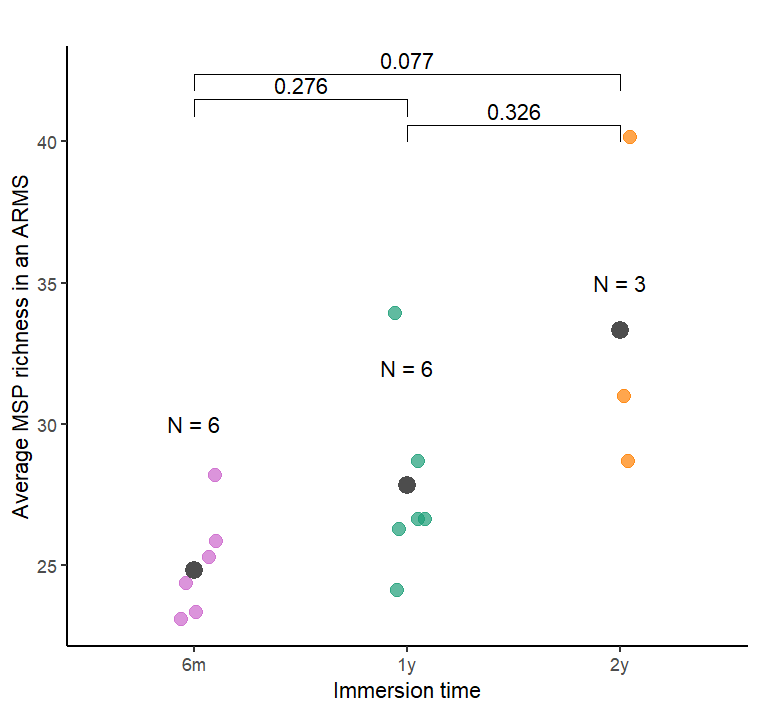 0.077
0.276
0.326
40
35
30
25
Average MSP richness in an ARMS
N = 3
N = 6
N = 6
6m
1y
2y
Immersion time